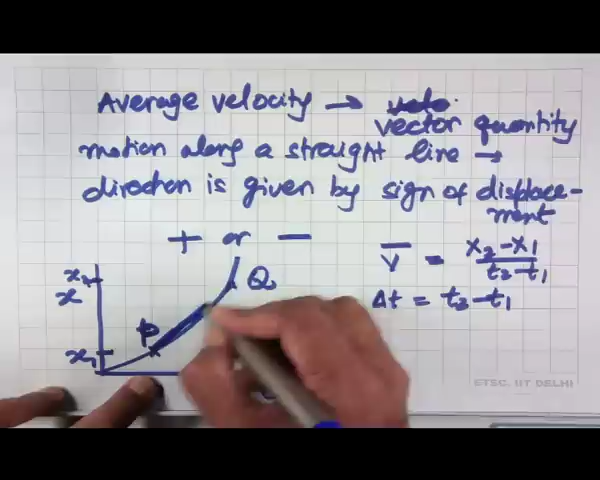 Average velocity → velo.
vector quantity
motion along a straight line →
direction is given by sign of displace-
ment
+ or -
V̅ = x2-x1 / t2-t1
Δt = t2-t1
x2
x
x1
P
Q
ETSC, IIT DELHI